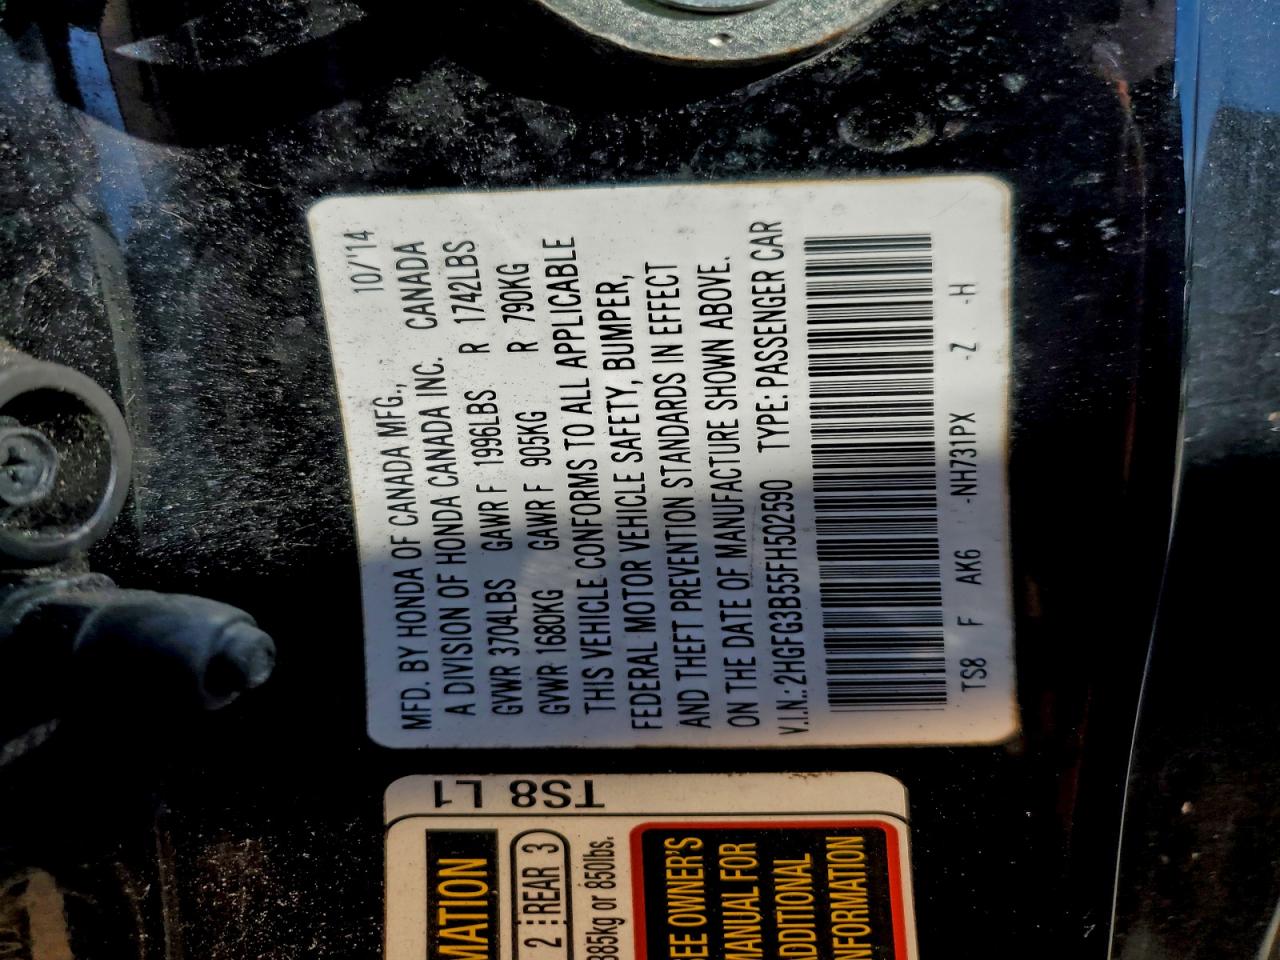 10/'14
MFD. BY HONDA OF CANADA MFG.,
A DIVISION OF HONDA CANADA INC. CANADA
GVWR 3704LBS GAWR F 1996LBS R 1742LBS
GVWR 1680KG GAWR F 905KG R 790KG
THIS VEHICLE CONFORMS TO ALL APPLICABLE
FEDERAL MOTOR VEHICLE SAFETY, BUMPER,
AND THEFT PREVENTION STANDARDS IN EFFECT
ON THE DATE OF MANUFACTURE SHOWN ABOVE.
V.I.N.: 2HGFG3B55FH502590 TYPE: PASSENGER CAR
TS8 F AK6 -NH731PX -Z -H
TS8 L1
MATION
2 REAR 3
385kg or 850lbs.
SEE OWNER'S
MANUAL FOR
ADDITIONAL
INFORMATION